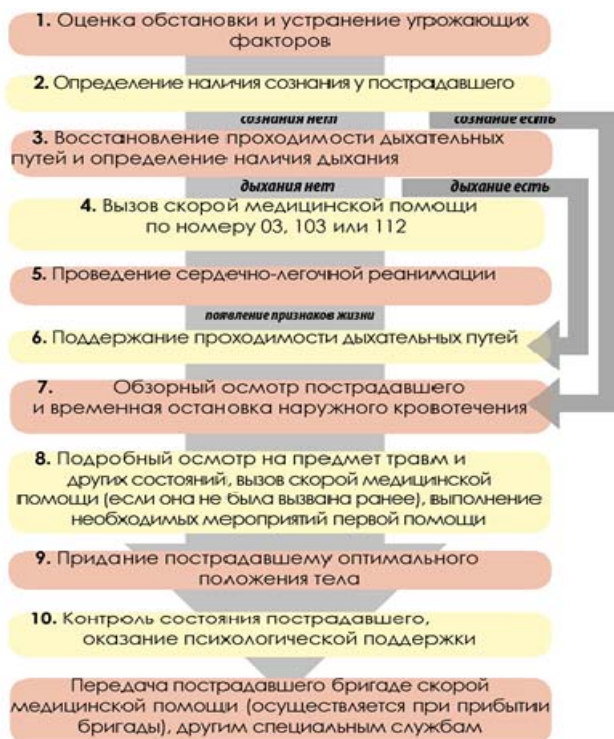 1. Оценка обстановки и устранение угрожающих
факторов
2. Определение наличия сознания у пострадавшего
сознания нет
сознание есть
3. Восстановление проходимости дыхательных
путей и определение наличия дыхания
дыхания нет
дыхание есть
4. Вызов скорой медицинской помощи
по номеру 03, 103 или 112
5. Проведение сердечно-легочной реанимации
появление признаков жизни
6. Поддержание проходимости дыхательных путей
7. Обзорный осмотр пострадавшего
и временная остановка наружного кровотечения
8. Подробный осмотр на предмет травм и
других состояний, вызов скорой медицинской
помощи (если она не была вызвана ранее), выполнение
необходимых мероприятий первой помощи
9. Придание пострадавшему оптимального
положения тела
10. Контроль состояния пострадавшего,
оказание психологической поддержки
Передача пострадавшего бригаде скорой
медицинской помощи (осуществляется при прибытии
бригады), другим специальным службам